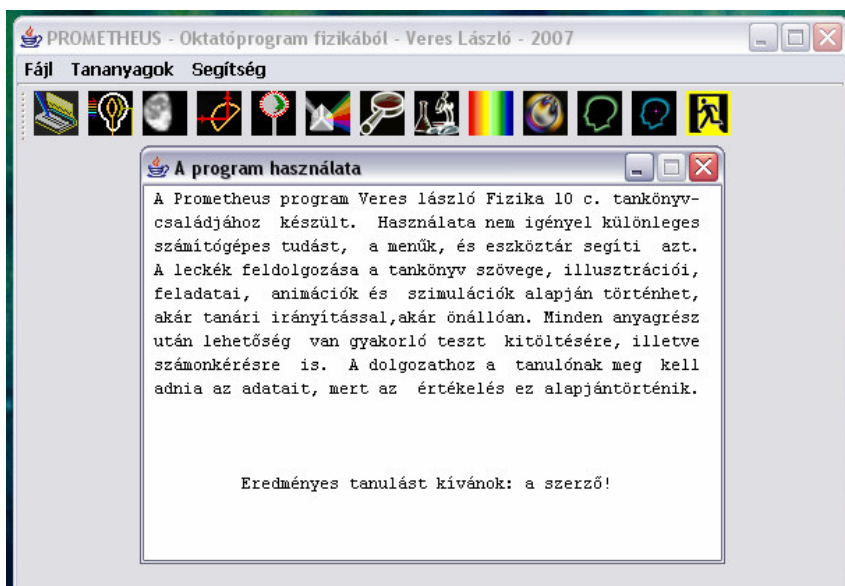 PROMETHEUS - Oktatóprogram fizikából - Veres László - 2007
Fájl Tananyagok Segítség
A program használata
A Prometheus program Veres lászló Fizika 10 c. tankönyv-
családjához készült. Használata nem igényel különleges
számítógépes tudást, a menűk, és eszköztár segíti azt.
A leckék feldolgozása a tankönyv szövege, illusztrációi,
feladatai, animációk és szimulációk alapján történhet,
akár tanári irányítással,akár önállóan. Minden anyagrész
után lehetőség van gyakorló teszt kitöltésére, illetve
számonkérésre is. A dolgozathoz a tanulónak meg kell
adnia az adatait, mert az értékelés ez alapjántörténik.
Eredményes tanulást kívánok: a szerző!